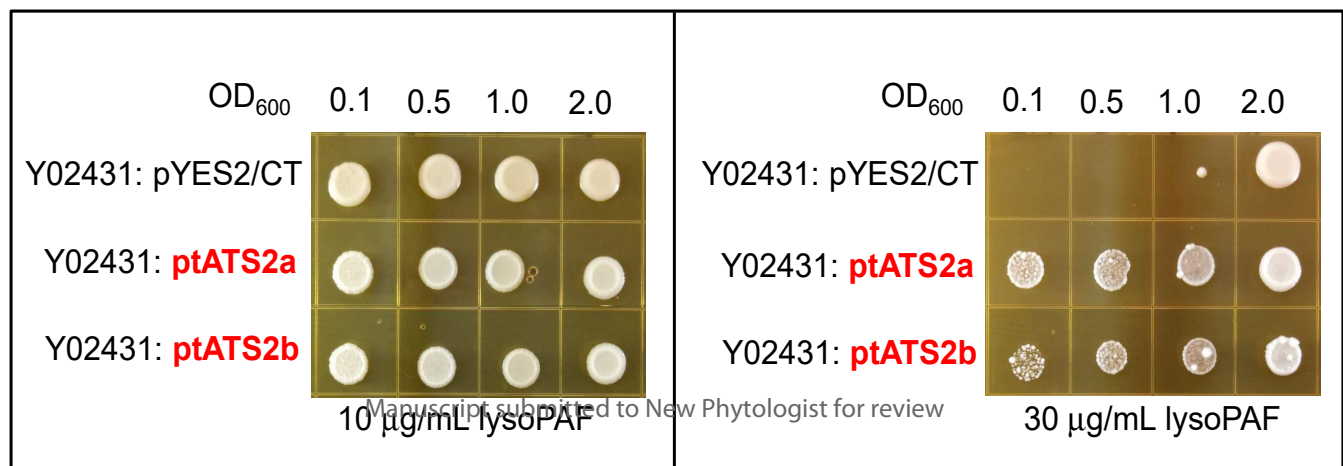 OD600 0.1 0.5 1.0 2.0
Y02431: pYES2/CT
Y02431: ptATS2a
Y02431: ptATS2b
10 μg/mL lysoPAF
OD600 0.1 0.5 1.0 2.0
Y02431: pYES2/CT
Y02431: ptATS2a
Y02431: ptATS2b
30 μg/mL lysoPAF
Manuscript submitted to New Phytologist for review